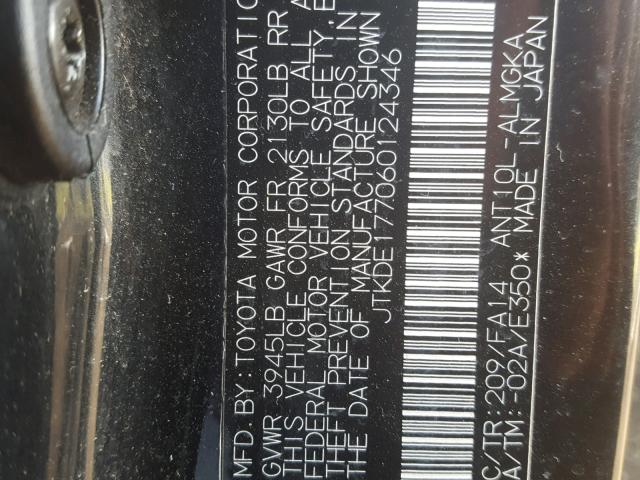 MFD. BY: TOYOTA MOTOR CORPORATIO
GVWR 3945LB GAWR FR 2130LB RR
THIS VEHICLE CONFORMS TO ALL A
FEDERAL MOTOR VEHICLE SAFETY, B
THEFT PREVENTION STANDARDS IN
THE DATE OF MANUFACTURE SHOWN
JTKDE177060124346
C/TR: 209/FA14 ANT10L-ALMGKA
A/TM: -02A/E350* MADE IN JAPAN